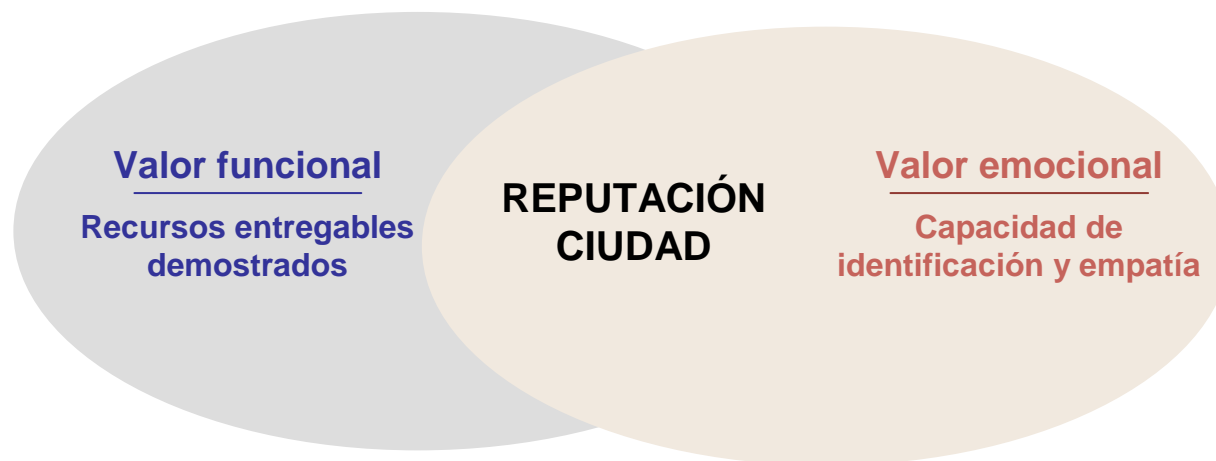 Valor funcional
Recursos entregables
demostrados
REPUTACIÓN
CIUDAD
Valor emocional
Capacidad de
identificación y empatía